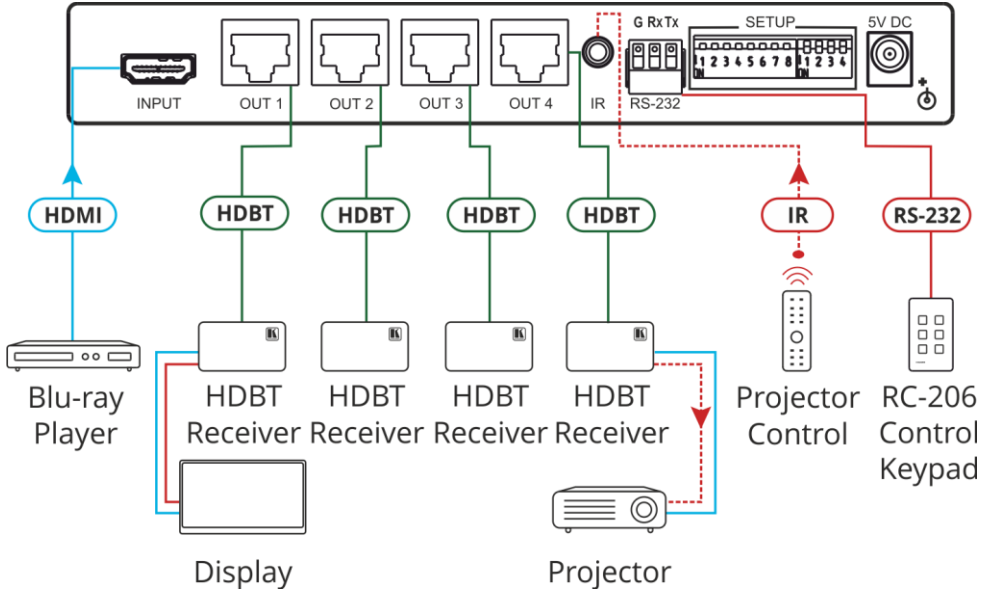 G Rx Tx
SETUP
5V DC
1 2 3 4 5 6 7 8
ON
1 2 3 4
ON
INPUT
OUT 1
OUT 2
OUT 3
OUT 4
IR
RS-232
HDMI
HDBT
HDBT
HDBT
HDBT
IR
RS-232
Blu-ray
Player
HDBT
Receiver
HDBT
Receiver
HDBT
Receiver
HDBT
Receiver
Projector
Control
RC-206
Control
Keypad
Display
Projector